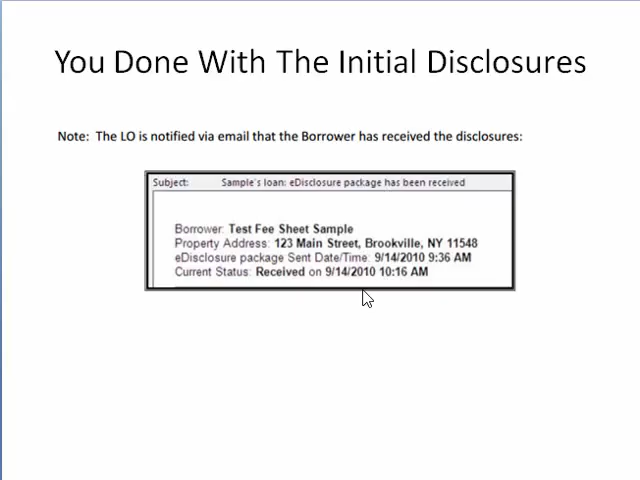 You Done With The Initial Disclosures
Note: The LO is notified via email that the Borrower has received the disclosures:
Subject: Sample's loan: eDisclosure package has been received
Borrower: Test Fee Sheet Sample
Property Address: 123 Main Street, Brookville, NY 11548
eDisclosure package Sent Date/Time: 9/14/2010 9:36 AM
Current Status: Received on 9/14/2010 10:16 AM